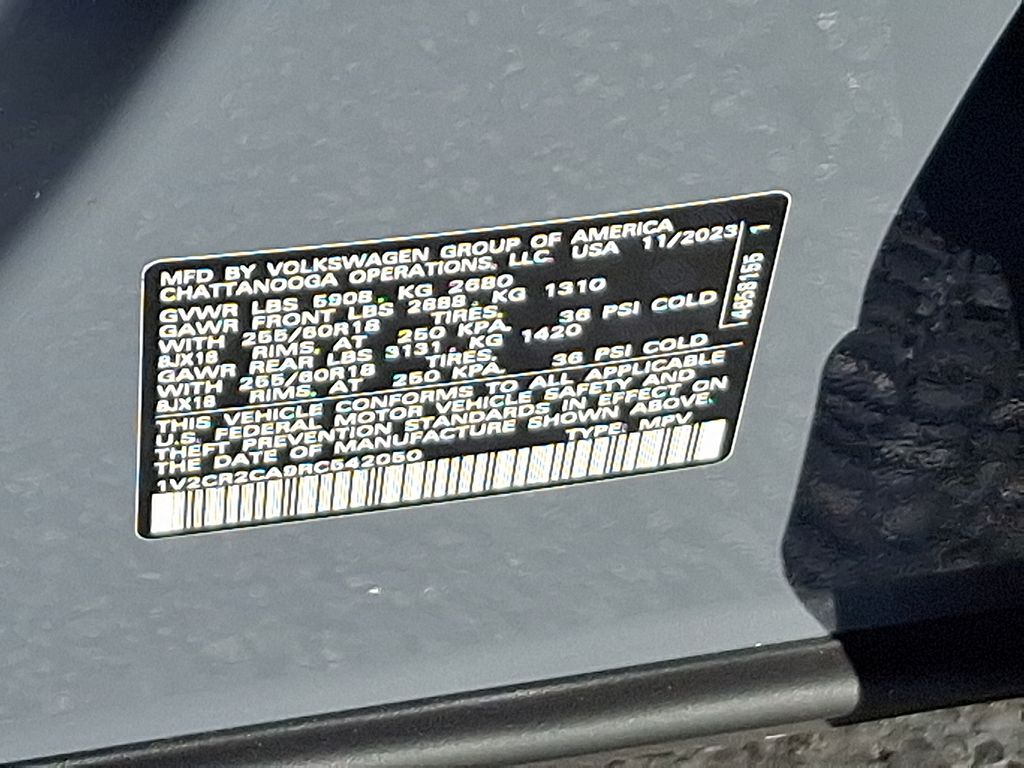 MFD BY VOLKSWAGEN GROUP OF AMERICA
CHATTANOOGA OPERATIONS, LLC USA 11/2023
GVWR LBS 5908. KG 2680
GAWR FRONT LBS 2888. KG 1310
WITH 255/60R18 TIRES.
8JX18 RIMS. AT 250 KPA. 36 PSI COLD
GAWR REAR LBS 3131. KG 1420
WITH 255/60R18 TIRES.
8JX18 RIMS. AT 250 KPA. 36 PSI COLD
THIS VEHICLE CONFORMS TO ALL APPLICABLE
U.S. FEDERAL MOTOR VEHICLE SAFETY AND
THEFT PREVENTION STANDARDS IN EFFECT ON
THE DATE OF MANUFACTURE SHOWN ABOVE.
TYPE: MPV
4658155 1